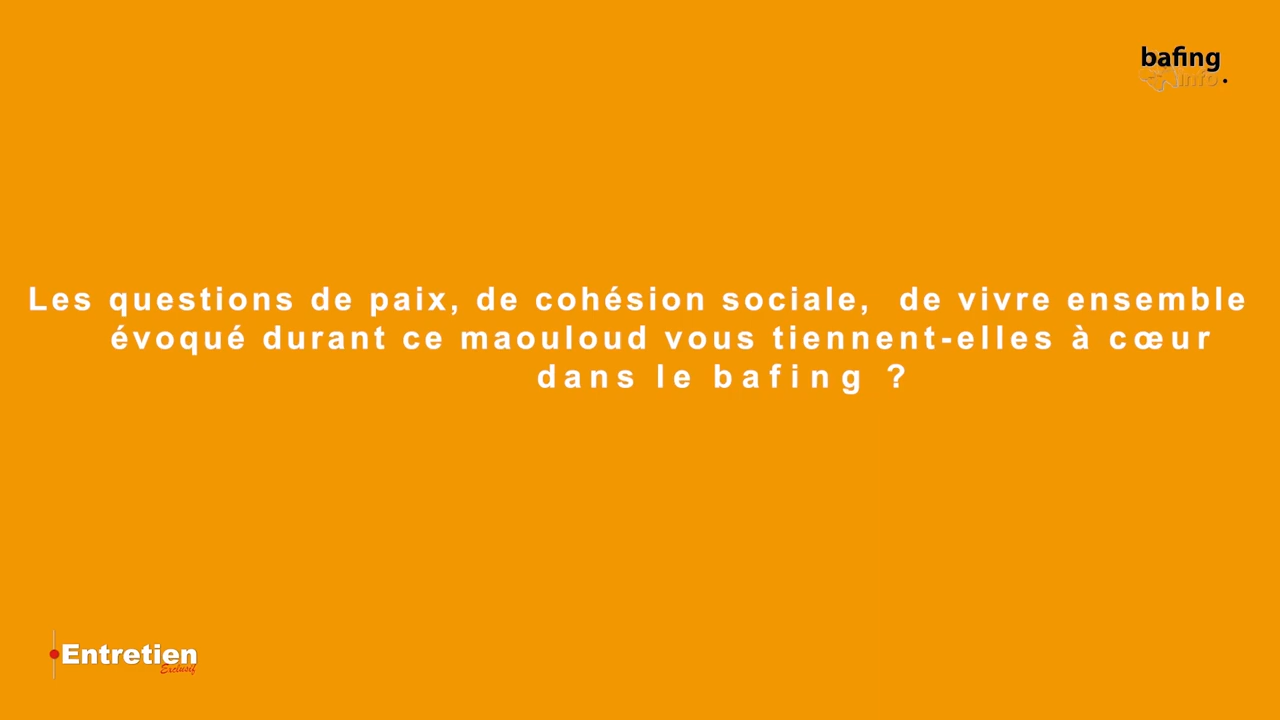 bafing
info.
Les questions de paix, de cohésion sociale, de vivre ensemble
évoqué durant ce maouloud vous tiennent-elles à cœur
dans le bafing ?
Entretien
Exclusif